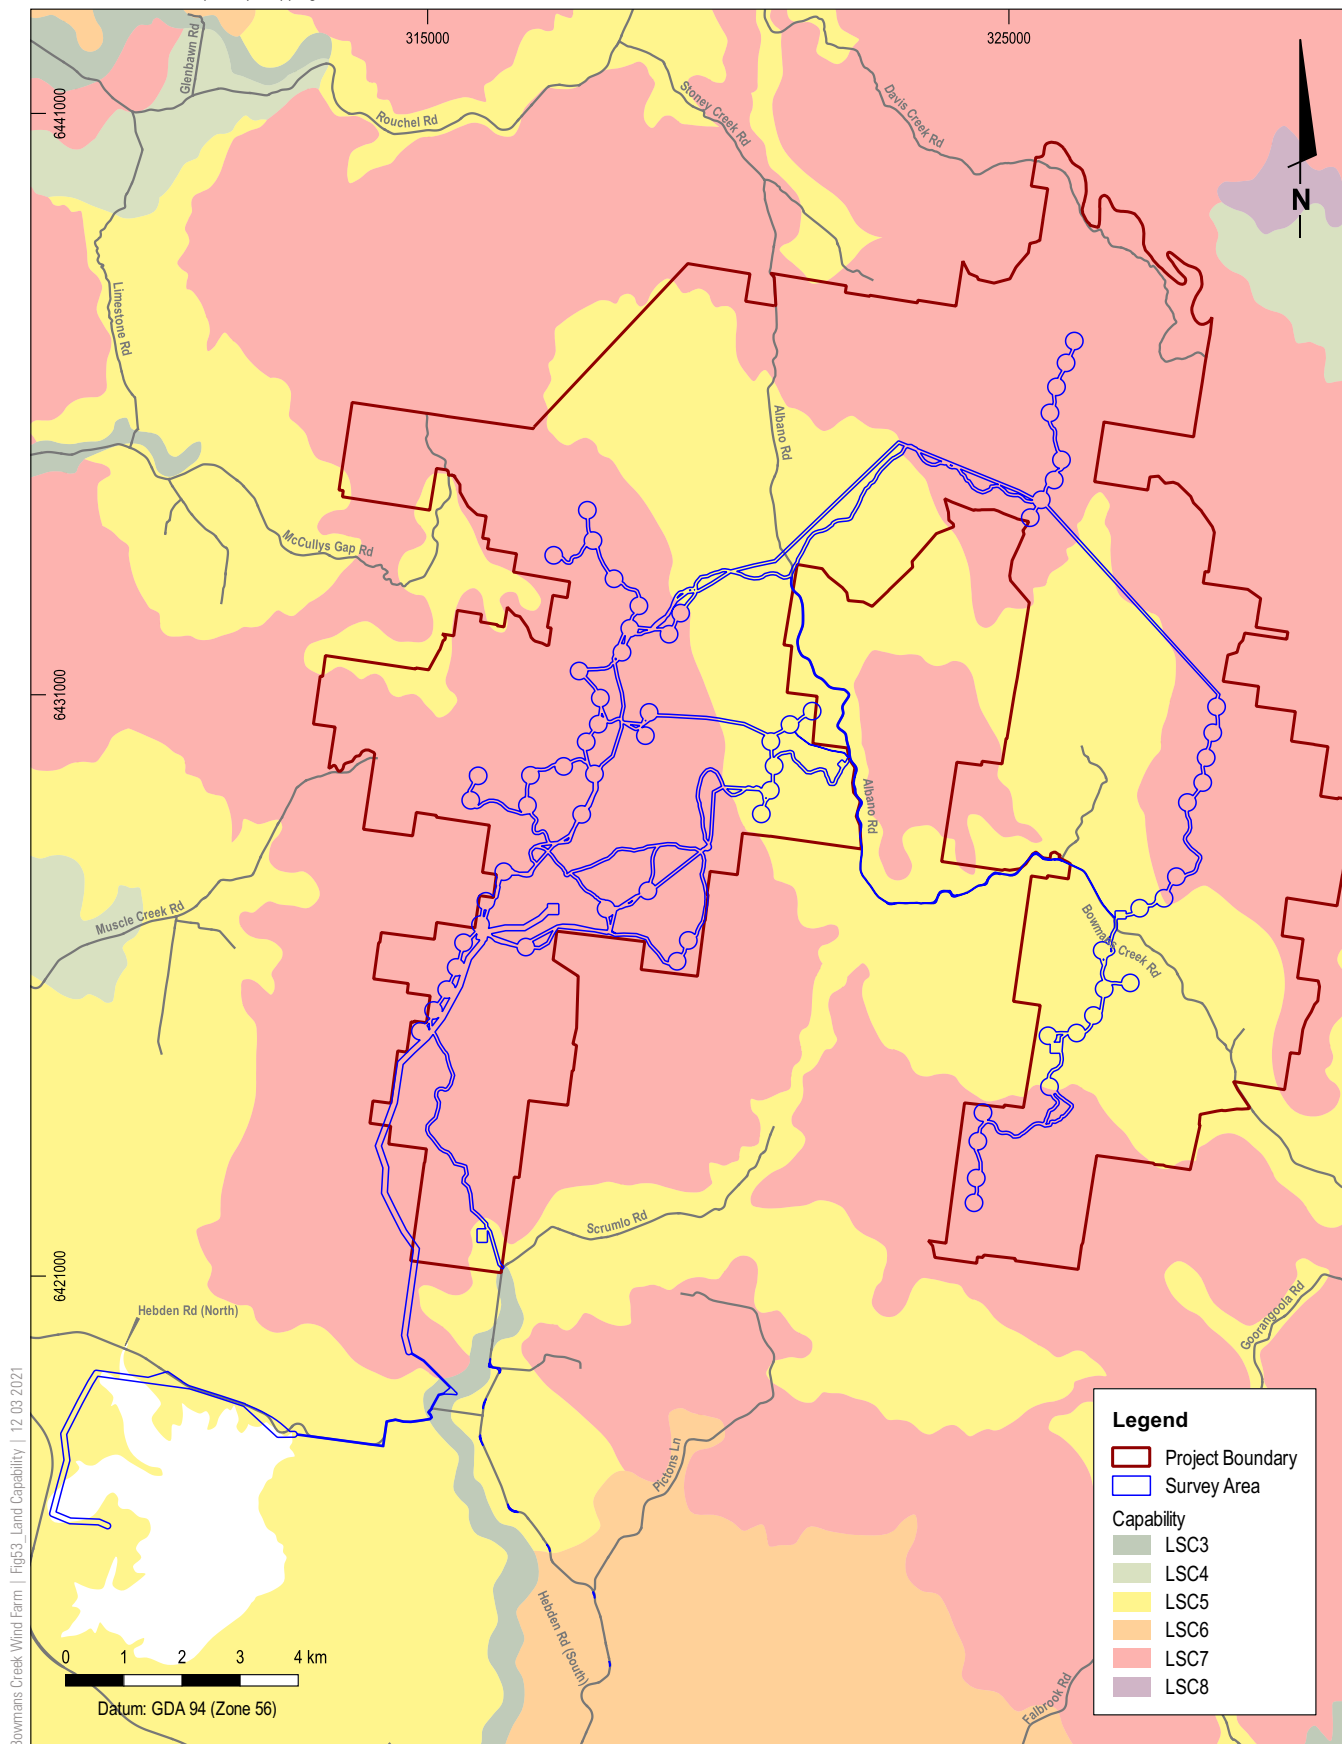 315000
325000
6441000
6431000
6421000
N
Glenbawn Rd
Rouchel Rd
Stoney Creek Rd
Davis Creek Rd
Limestone Rd
Albano Rd
McCullys Gap Rd
Albano Rd
Muscle Creek Rd
Bowmans Creek Rd
Scrumlo Rd
Hebden Rd (North)
Goorangoola Rd
Pictons Ln
Hebden Rd (South)
Falbrook Rd
Legend
Project Boundary
Survey Area
Capability
LSC3
LSC4
LSC5
LSC6
LSC7
LSC8
0 1 2 3 4 km
Datum: GDA 94 (Zone 56)
Bowmans Creek Wind Farm | Fig53_Land Capability | 12 03 2021